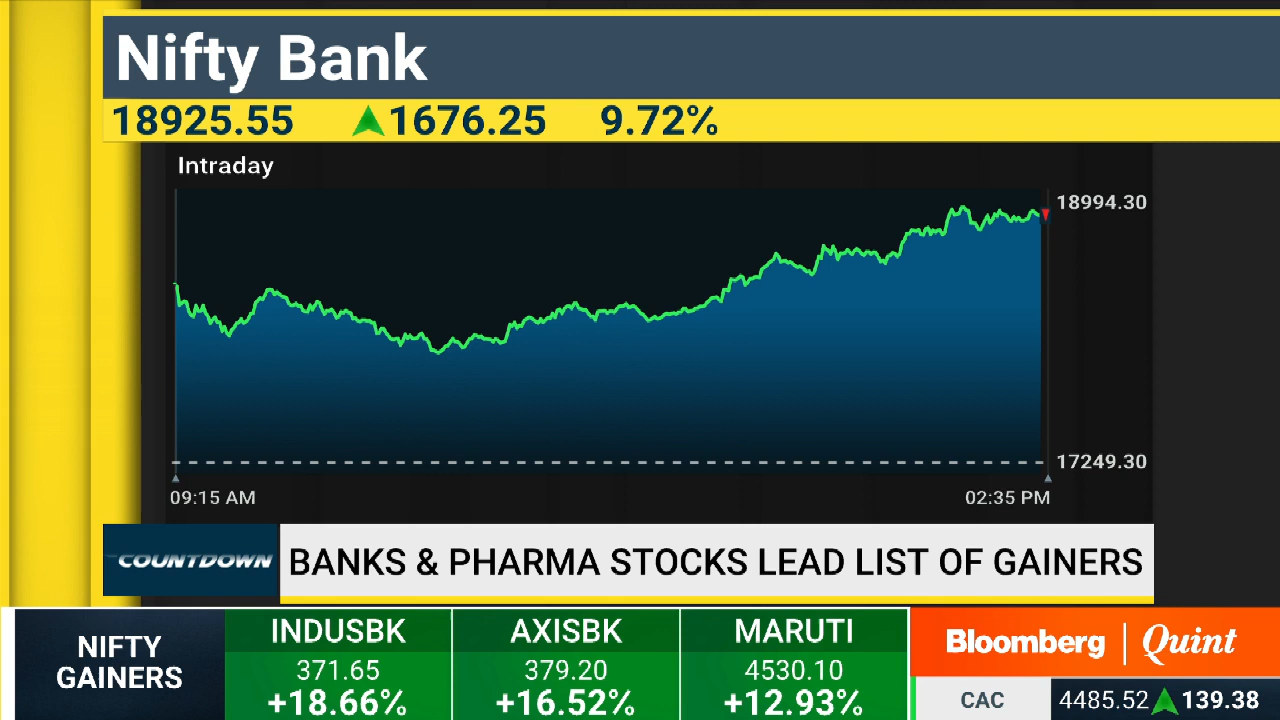 Nifty Bank
18925.55 ▲1676.25 9.72%
Intraday
18994.30
17249.30
09:15 AM 02:35 PM
COUNTDOWN BANKS & PHARMA STOCKS LEAD LIST OF GAINERS
NIFTY
GAINERS
INDUSBK
371.65
+18.66%
AXISBK
379.20
+16.52%
MARUTI
4530.10
+12.93%
Bloomberg | Quint
CAC 4485.52 ▲139.38